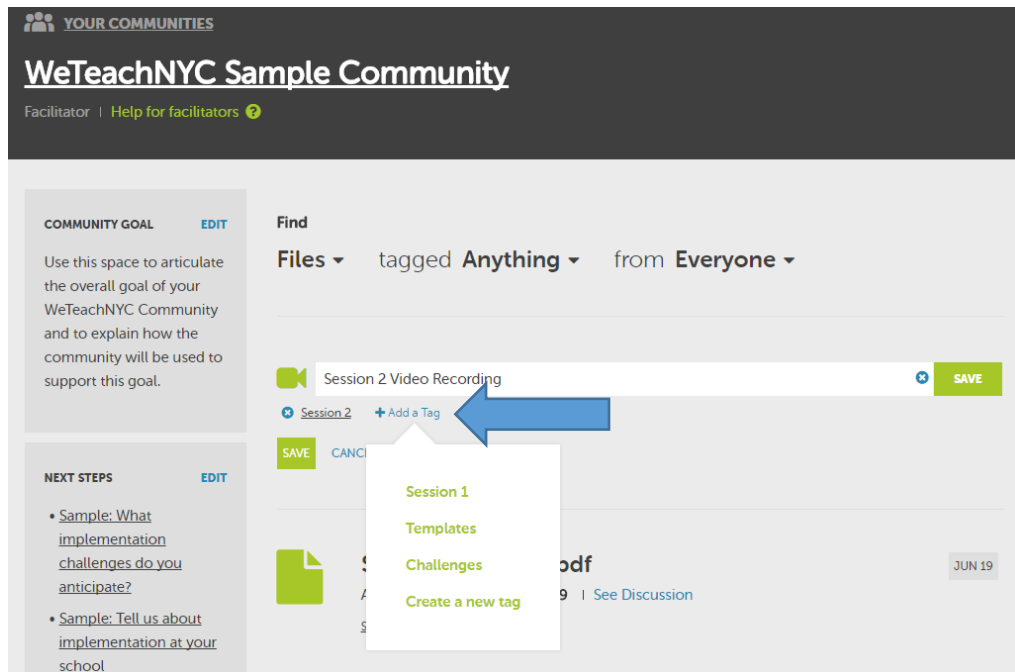 YOUR COMMUNITIES
WeTeachNYC Sample Community
Facilitator | Help for facilitators ?
COMMUNITY GOAL EDIT
Use this space to articulate
the overall goal of your
WeTeachNYC Community
and to explain how the
community will be used to
support this goal.
NEXT STEPS EDIT
• Sample: What
implementation
challenges do you
anticipate?
• Sample: Tell us about
implementation at your
school
Find
Files tagged Anything from Everyone
Session 2 Video Recording SAVE
Session 2 + Add a Tag
SAVE
Session 1
Templates
Challenges
Create a new tag
JUN 19
9 | See Discussion